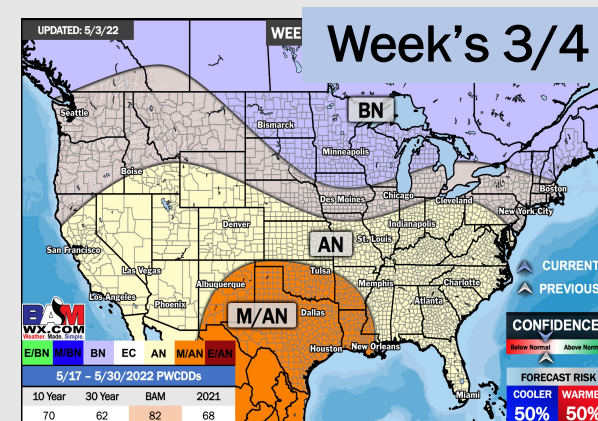 UPDATED: 5/3/22
WEE
Week's 3/4
Seattle
BN
Bismarck
Minneapolis
Boise
Des Moines
Chicago
Cleveland
Boston
New York City
Denver
Indianapolis
AN
St. Louis
San Francisco
Las Vegas
Tulsa
CURRENT
Albuquerque
Memphis
Charlotte
PREVIOUS
Los Angeles
Phoenix
Atlanta
M/AN
Dallas
BAM
WX.COM
Weather. Made. Simple.
CONFIDENCE
Houston
New Orleans
Below Normal
Above Norm
E/BN M/BN BN EC AN M/AN E/AN
5/17 – 5/30/2022 PWCDDs
FORECAST RISK
Miami
10 Year 30 Year BAM 2021
COOLER WARME
70 62 82 68
50% 50%